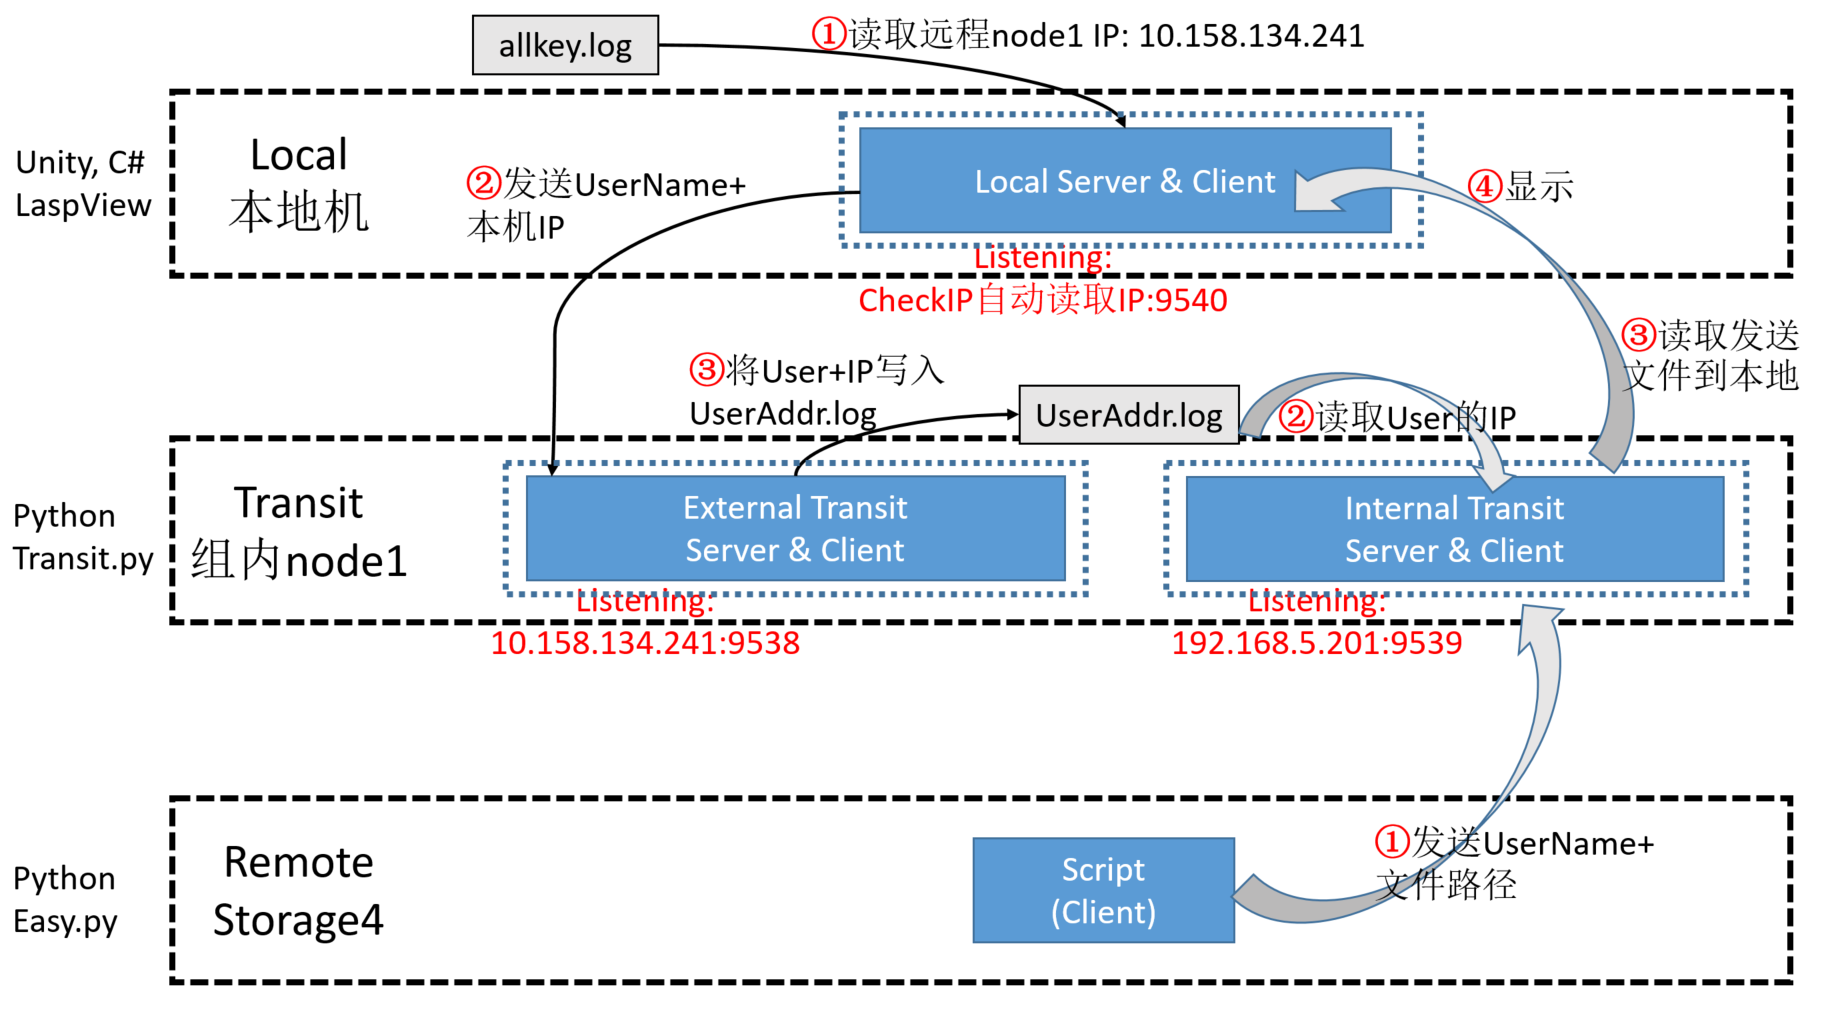 allkey.log
①读取远程node1 IP: 10.158.134.241
Unity, C#
LaspView
Local
本地机
②发送UserName+
本机IP
Local Server & Client
④显示
Listening:
CheckIP自动读取IP:9540
③读取发送
文件到本地
③将User+IP写入
UserAddr.log
UserAddr.log
②读取User的IP
Python
Transit.py
Transit
组内node1
External Transit
Server & Client
Internal Transit
Server & Client
Listening:
10.158.134.241:9538
Listening:
192.168.5.201:9539
Python
Easy.py
Remote
Storage4
Script
(Client)
①发送UserName+
文件路径